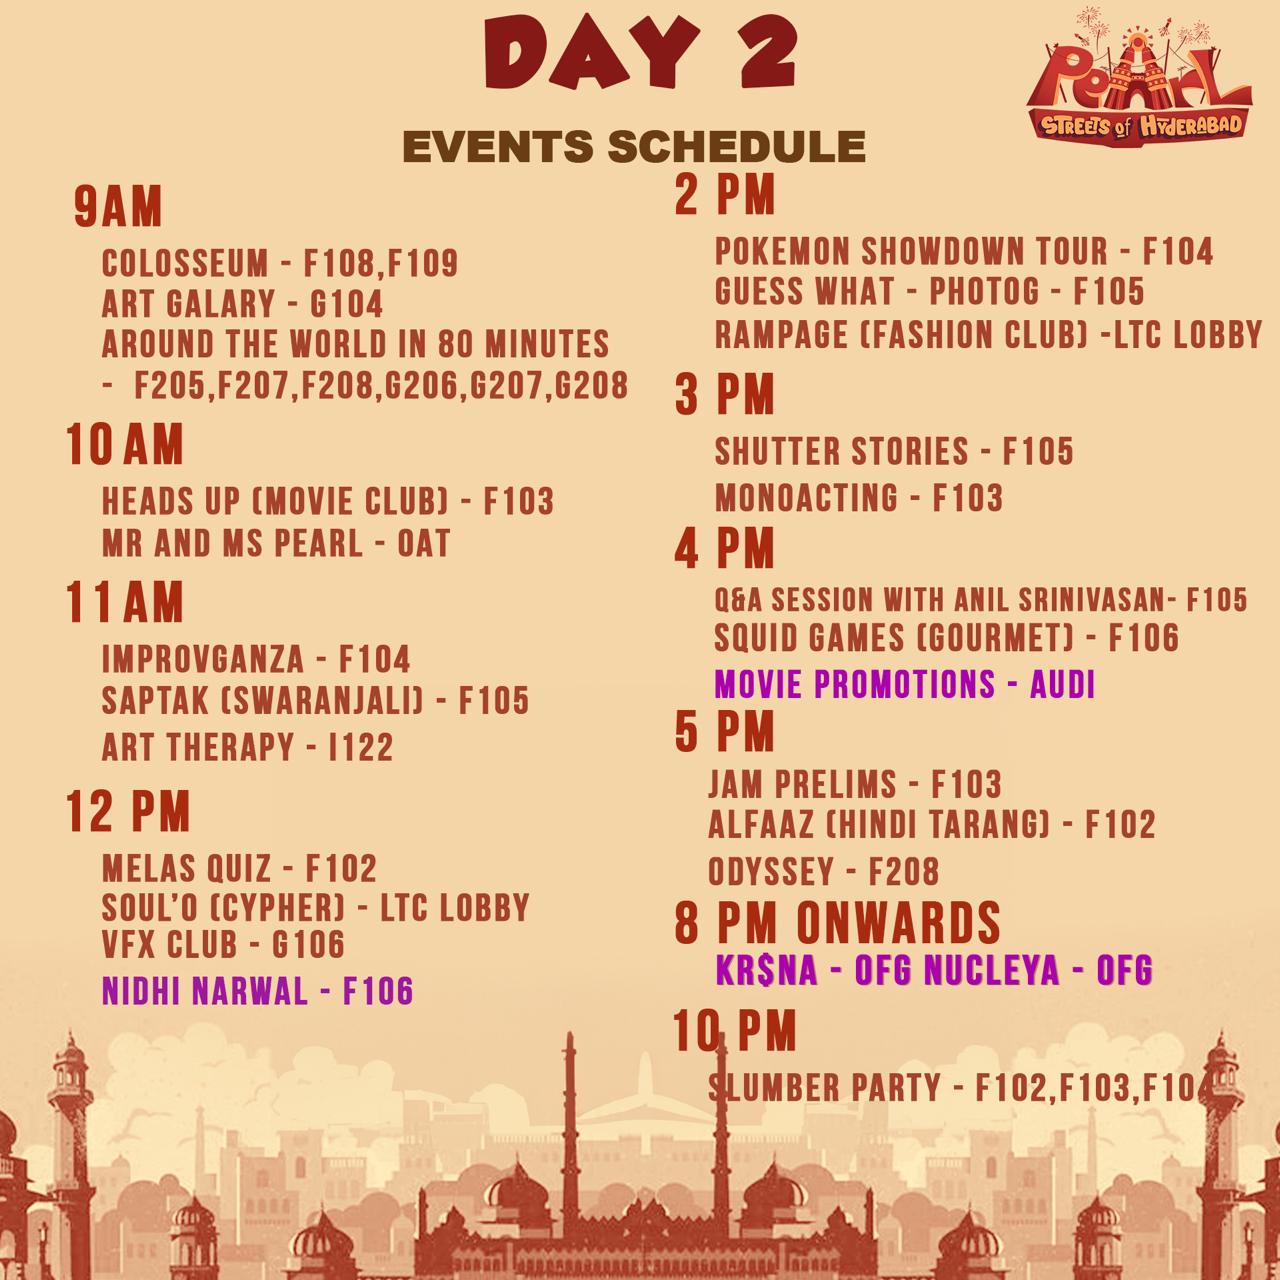 DAY 2
PEARL
STREETS of HYDERABAD
EVENTS SCHEDULE
9AM
COLOSSEUM - F108,F109
ART GALARY - G104
AROUND THE WORLD IN 80 MINUTES
- F205,F207,F208,G206,G207,G208
10 AM
HEADS UP (MOVIE CLUB) - F103
MR AND MS PEARL - OAT
11 AM
IMPROVGANZA - F104
SAPTAK (SWARANJALI) - F105
ART THERAPY - I122
12 PM
MELAS QUIZ - F102
SOUL'O (CYPHER) - LTC LOBBY
VFX CLUB - G106
NIDHI NARWAL - F106
2 PM
POKEMON SHOWDOWN TOUR - F104
GUESS WHAT - PHOTOG - F105
RAMPAGE (FASHION CLUB) -LTC LOBBY
3 PM
SHUTTER STORIES - F105
MONOACTING - F103
4 PM
Q&A SESSION WITH ANIL SRINIVASAN- F105
SQUID GAMES (GOURMET) - F106
MOVIE PROMOTIONS - AUDI
5 PM
JAM PRELIMS - F103
ALFAAZ (HINDI TARANG) - F102
ODYSSEY - F208
8 PM ONWARDS
KR$NA - OFG NUCLEYA - OFG
10 PM
SLUMBER PARTY - F102,F103,F104